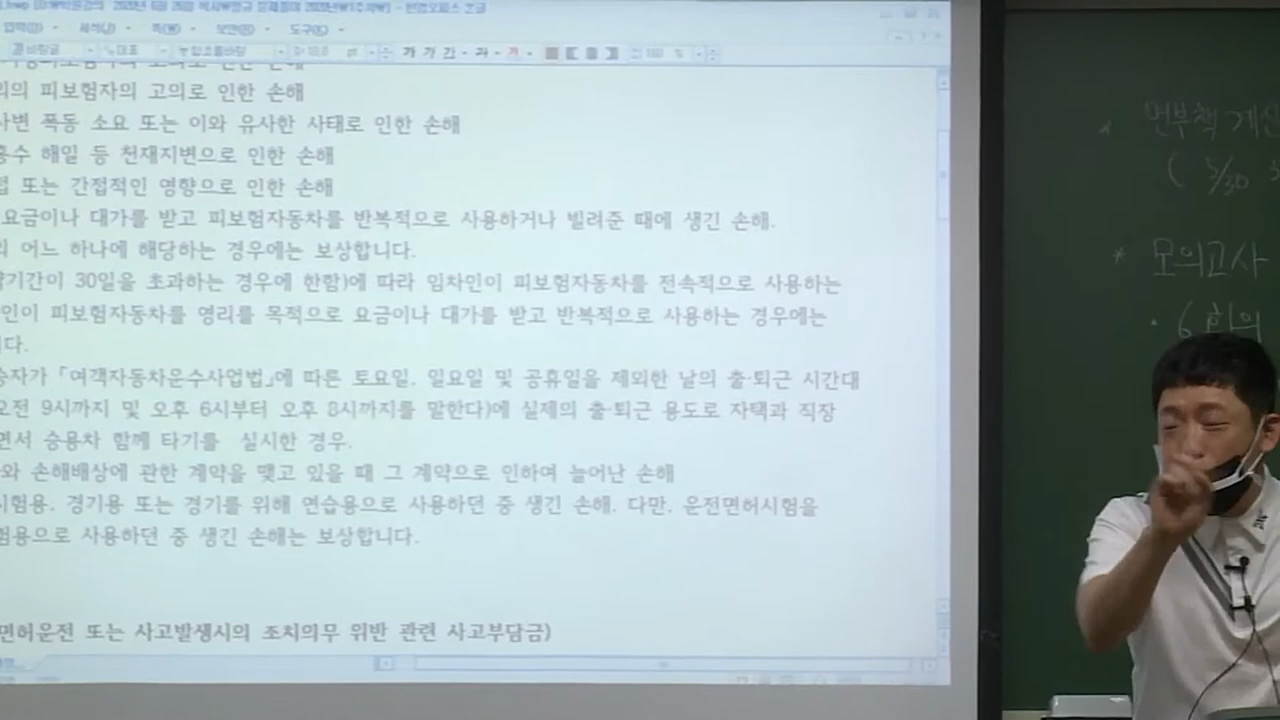 입력(D) 서식(J) 쪽(W) 보안(B) 도구(K)
의 피보험자의 고의로 인한 손해
사변 폭동 소요 또는 이와 유사한 사태로 인한 손해
홍수 해일 등 천재지변으로 인한 손해
접 또는 간접적인 영향으로 인한 손해
요금이나 대가를 받고 피보험자동차를 반복적으로 사용하거나 빌려준 때에 생긴 손해.
의 어느 하나에 해당하는 경우에는 보상합니다.
약기간이 30일을 초과하는 경우에 한함)에 따라 임차인이 피보험자동차를 전속적으로 사용하는
인이 피보험자동차를 영리를 목적으로 요금이나 대가를 받고 반복적으로 사용하는 경우에는
니다.
승자가 「여객자동차운수사업법」에 따른 토요일, 일요일 및 공휴일을 제외한 날의 출·퇴근 시간대
오전 9시까지 및 오후 6시부터 오후 8시까지를 말한다)에 실제의 출·퇴근 용도로 자택과 직장
면서 승용차 함께 타기를 실시한 경우.
와 손해배상에 관한 계약을 맺고 있을 때 그 계약으로 인하여 늘어난 손해
시험용, 경기용 또는 경기를 위해 연습용으로 사용하던 중 생긴 손해. 다만, 운전면허시험을
험용으로 사용하던 중 생긴 손해는 보상합니다.
면허운전 또는 사고발생시의 조치의무 위반 관련 사고부담금)
면부책 계산
( 5/30
* 모의고사
· 6회의